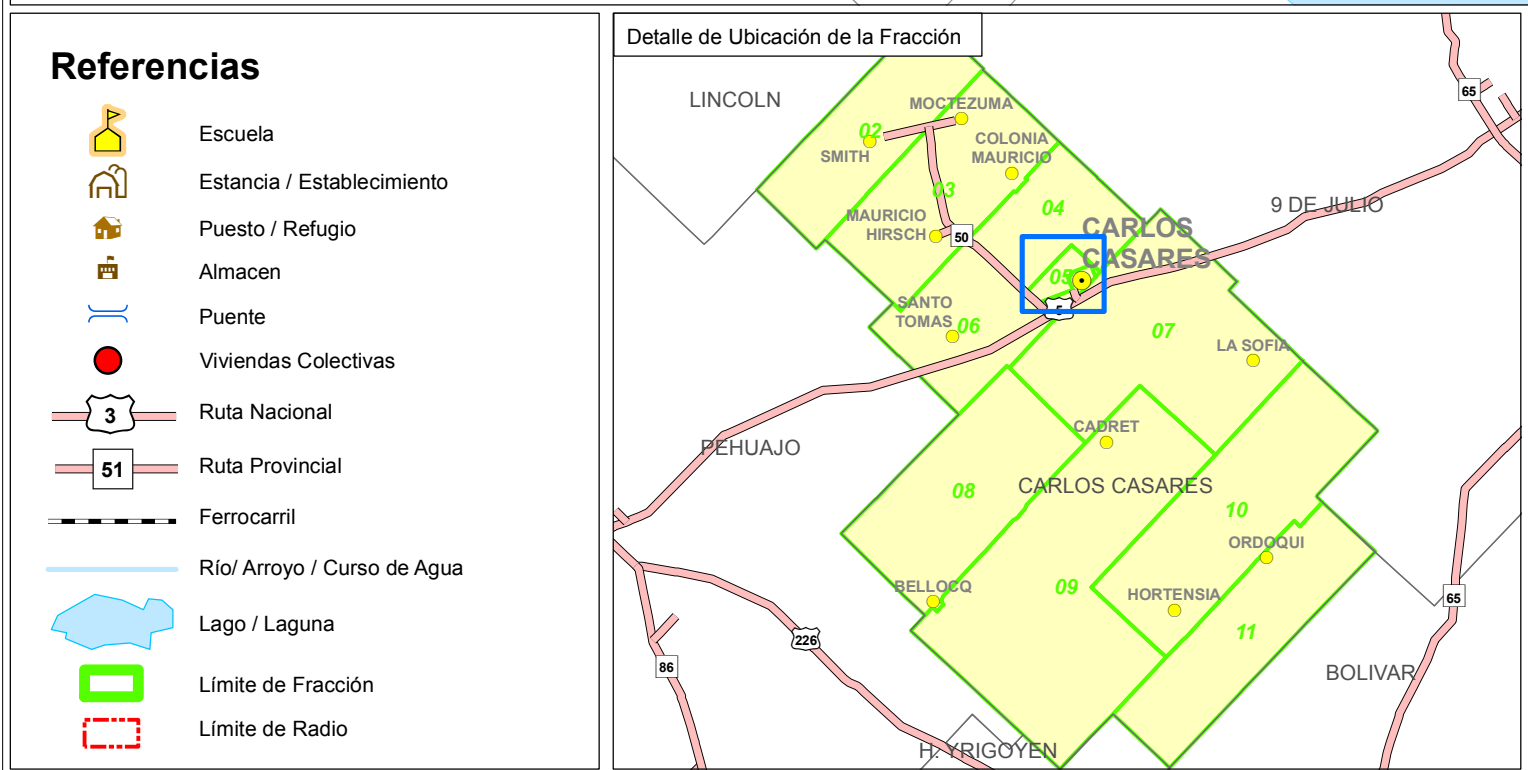 Referencias
Escuela
Estancia / Establecimiento
Puesto / Refugio
Almacen
Puente
Viviendas Colectivas
3
Ruta Nacional
51
Ruta Provincial
Ferrocarril
Río/ Arroyo / Curso de Agua
Lago / Laguna
Límite de Fracción
Límite de Radio
Detalle de Ubicación de la Fracción
LINCOLN
MOCTEZUMA
02
SMITH
COLONIA
MAURICIO
03
04
65
9 DE JULIO
MAURICIO
HIRSCH
50
CARLOS
CASARES
05
5
SANTO
TOMAS
06
07
LA SOFIA
PEHUAJO
CADRET
CARLOS CASARES
08
10
ORDOQUI
BELLOCQ
09
HORTENSIA
65
11
226
86
BOLIVAR
H. YRIGOYEN